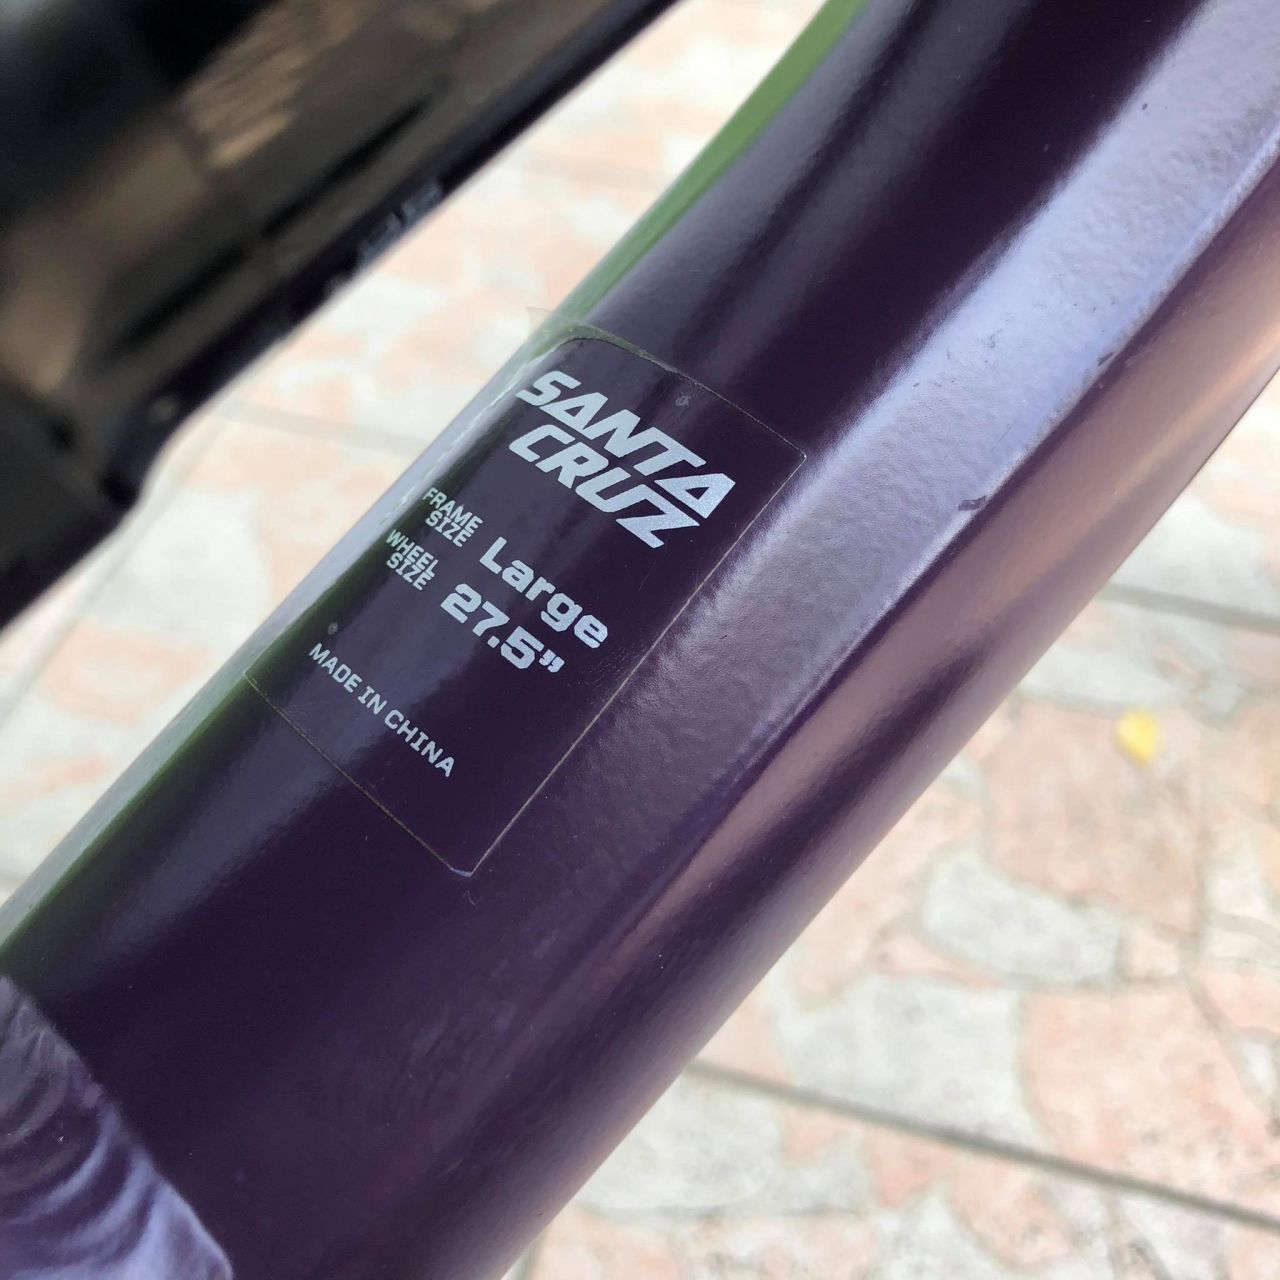 SANTA
CRUZ
FRAME
SIZE
Large
WHEEL
SIZE
27.5”
MADE IN CHINA